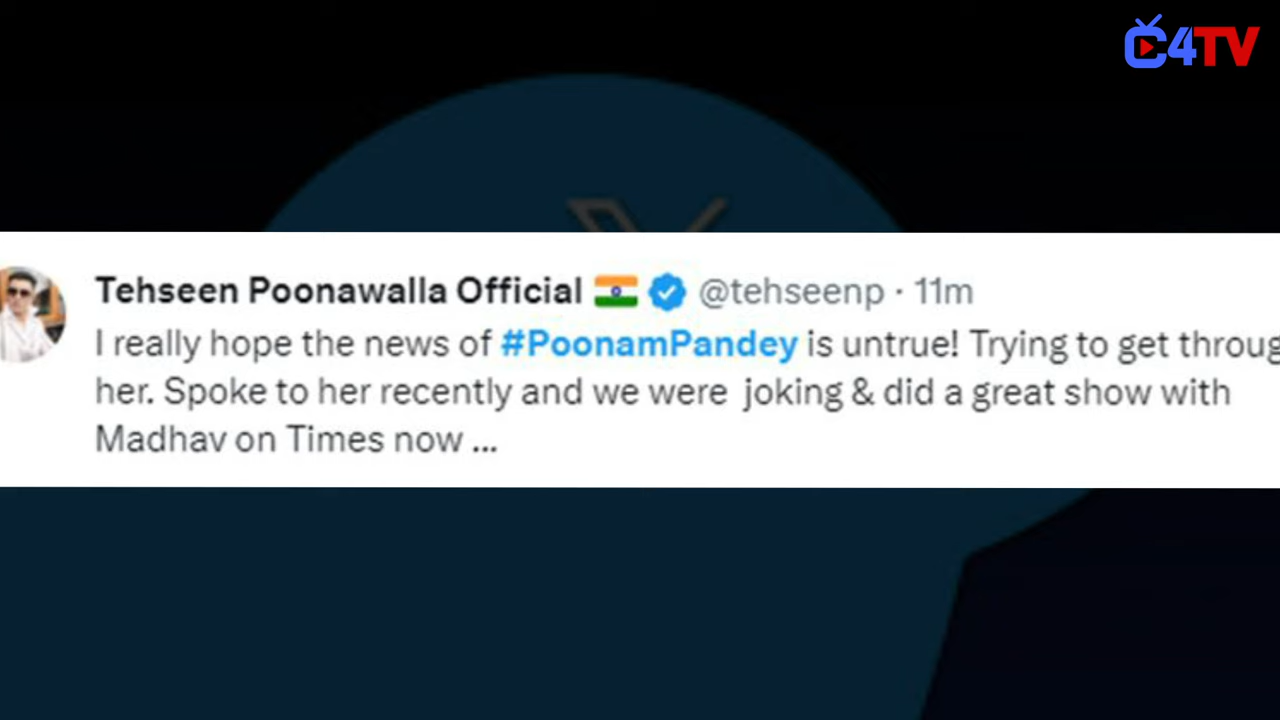 C4TV
Tehseen Poonawalla Official @tehseenp · 11m
I really hope the news of #PoonamPandey is untrue! Trying to get
her. Spoke to her recently and we were joking & did a great show with
Madhav on Times now ...